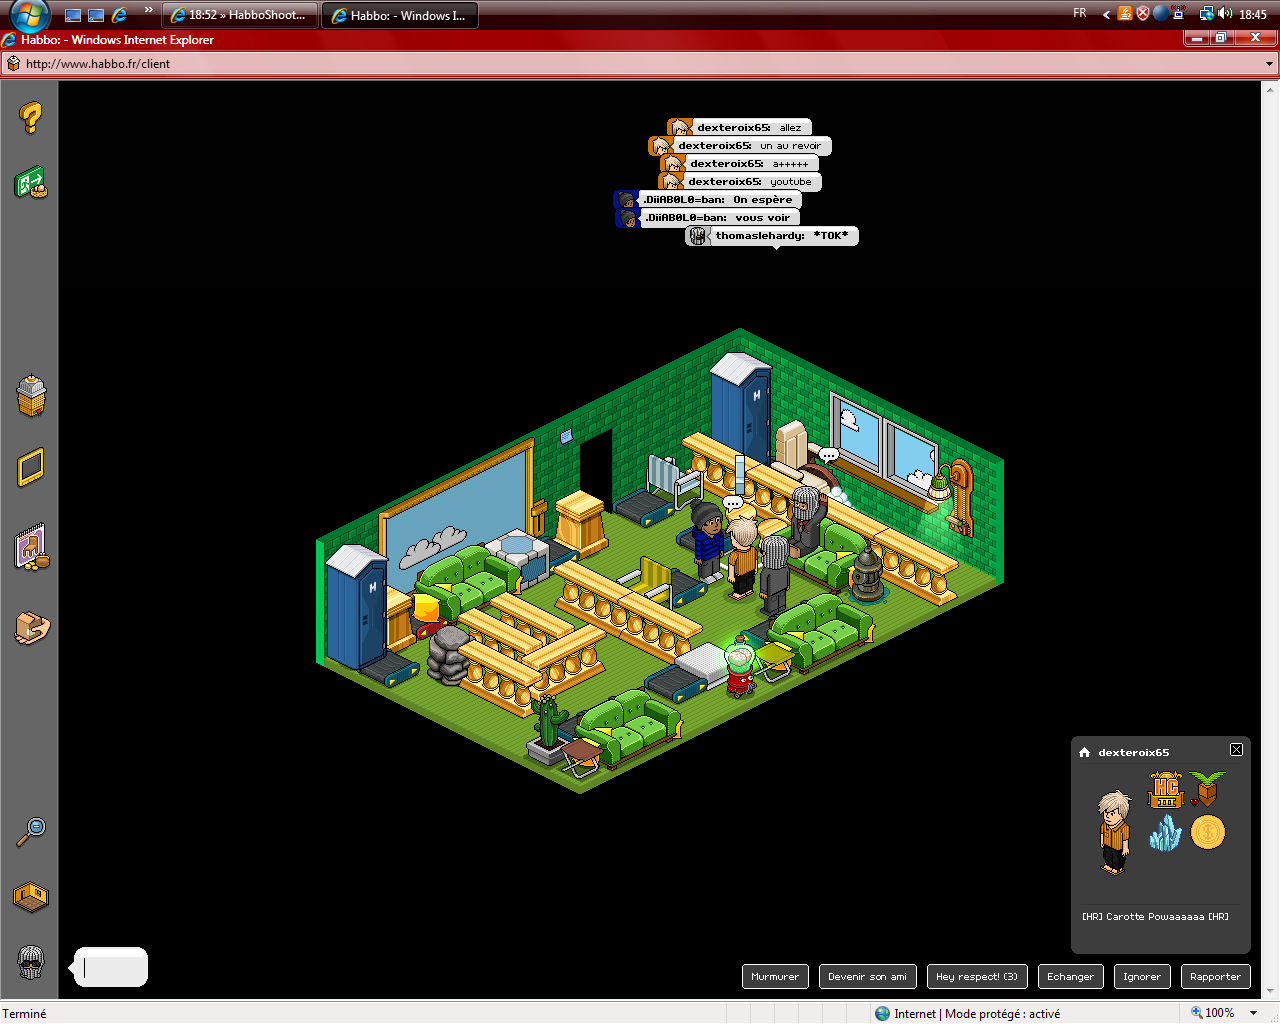 18:52 » HabboShoot...
Habbo: - Windows I...
FR
18:45
Habbo: - Windows Internet Explorer
http://www.habbo.fr/client
dexteroix65: allez
dexteroix65: un au revoir
dexteroix65: a+++++
dexteroix65: youtube
.DiiAB0L0=ban: On espère
.DiiAB0L0=ban: vous voir
thomaslehardy: *TOK*
H
H
dexteroix65
HC
[HR] Carotte Powaaaaaa [HR]
Murmurer
Devenir son ami
Hey respect! (3)
Echanger
Ignorer
Rapporter
Terminé
Internet | Mode protégé : activé
100%